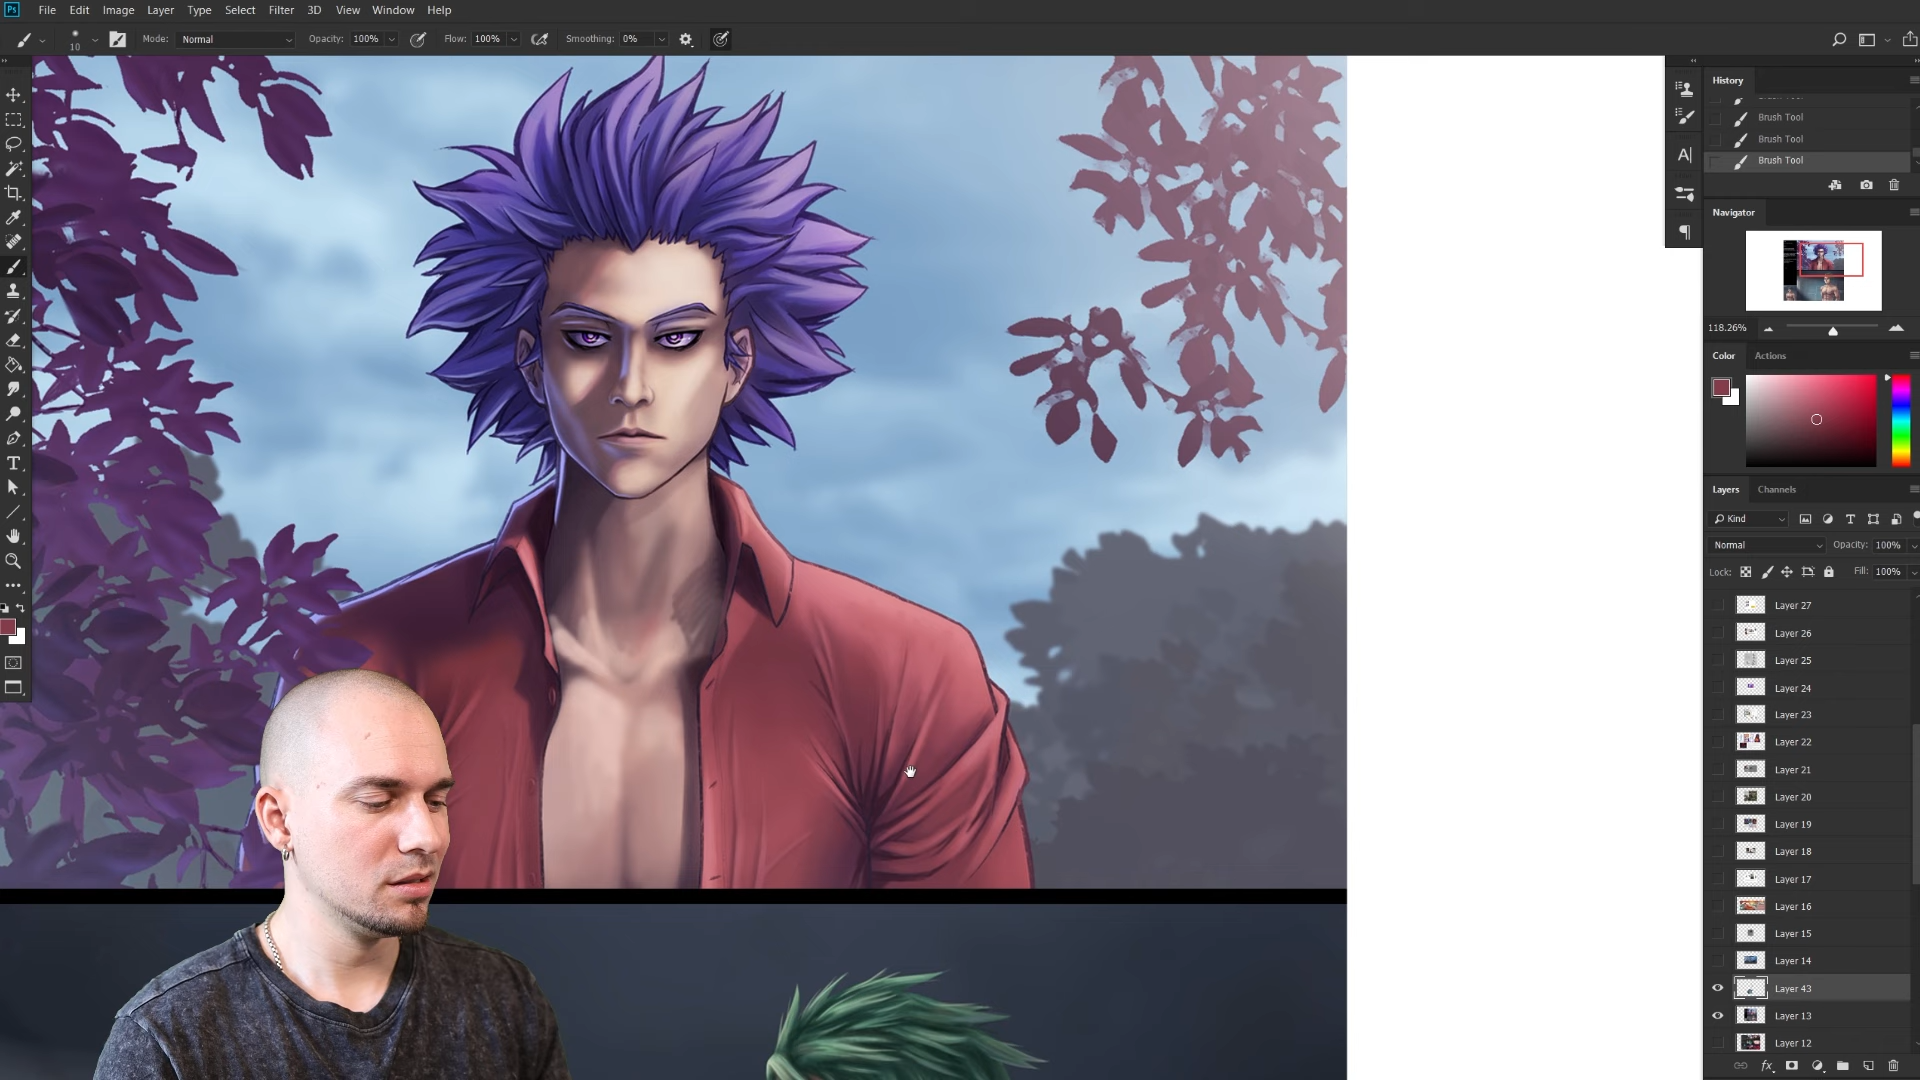 Ps File Edit Image Layer Type Select Filter 3D View Window Help
10 Mode: Normal Opacity: 100% Flow: 100% Smoothing: 0%
History
Brush Tool
Brush Tool
Brush Tool
Navigator
118.26%
Color Actions
Layers Channels
Kind
Normal Opacity: 100%
Lock: Fill: 100%
Layer 27
Layer 26
Layer 25
Layer 24
Layer 23
Layer 22
Layer 21
Layer 20
Layer 19
Layer 18
Layer 17
Layer 16
Layer 15
Layer 14
Layer 43
Layer 13
Layer 12
fx